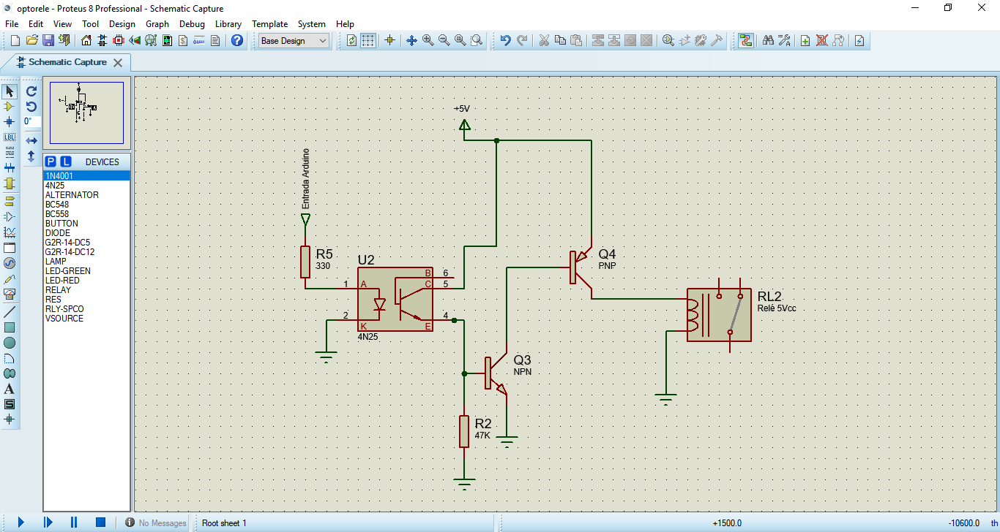 optorele - Proteus 8 Professional - Schematic Capture
File Edit View Tool Design Graph Debug Library Template System Help
Base Design
Schematic Capture
0°
LBL
A
S
P L DEVICES
1N4001
4N25
ALTERNATOR
BC548
BC558
BUTTON
DIODE
G2R-14-DC5
G2R-14-DC12
LAMP
LED-GREEN
LED-RED
RELAY
RES
RLY-SPCO
VSOURCE
+5V
Entrada Arduino
R5
330
U2
1 A
2 K
B 6
C 5
E 4
4N25
Q4
PNP
RL2
Relé 5Vcc
Q3
NPN
R2
47K
No Messages
Root sheet 1
+1500.0
-10600.0
th